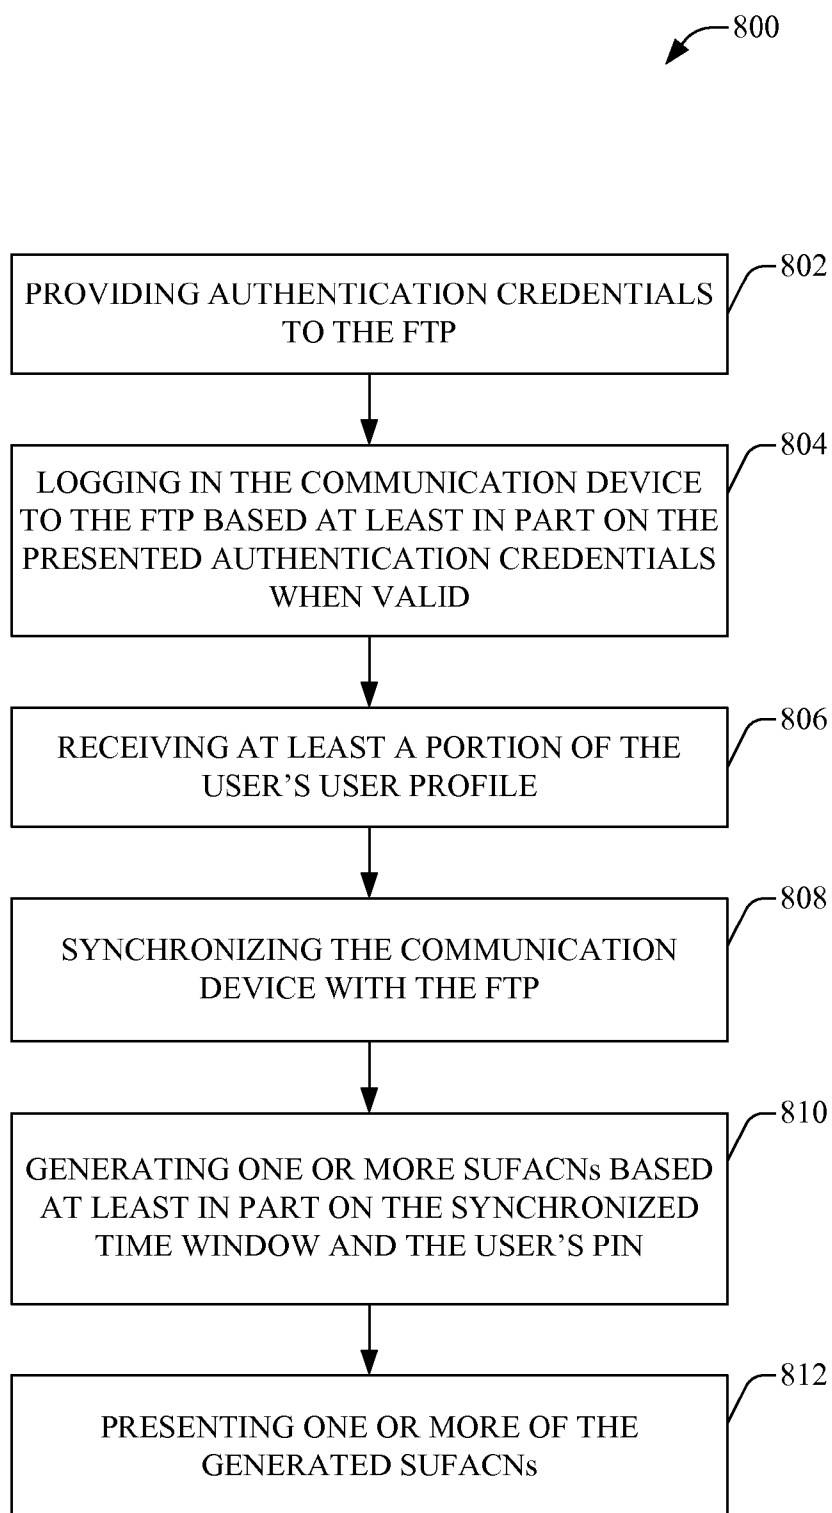 800
802
PROVIDING AUTHENTICATION CREDENTIALS
TO THE FTP
804
LOGGING IN THE COMMUNICATION DEVICE
TO THE FTP BASED AT LEAST IN PART ON THE
PRESENTED AUTHENTICATION CREDENTIALS
WHEN VALID
806
RECEIVING AT LEAST A PORTION OF THE
USER’S USER PROFILE
808
SYNCHRONIZING THE COMMUNICATION
DEVICE WITH THE FTP
810
GENERATING ONE OR MORE SUFACNs BASED
AT LEAST IN PART ON THE SYNCHRONIZED
TIME WINDOW AND THE USER’S PIN
812
PRESENTING ONE OR MORE OF THE
GENERATED SUFACNs